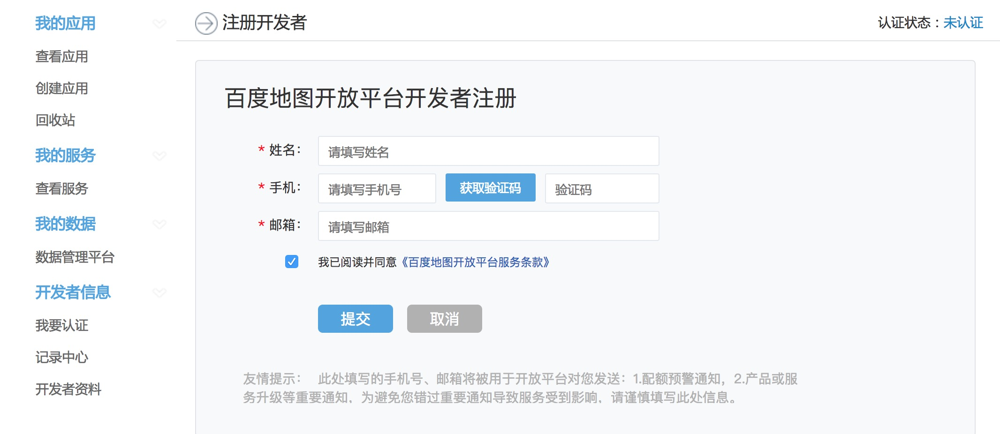 我的应用
查看应用
创建应用
回收站
我的服务
查看服务
我的数据
数据管理平台
开发者信息
我要认证
记录中心
开发者资料
注册开发者
认证状态：未认证
百度地图开放平台开发者注册
* 姓名：
请填写姓名
* 手机：
请填写手机号
获取验证码
验证码
* 邮箱：
请填写邮箱
我已阅读并同意《百度地图开放平台服务条款》
提交
取消
友情提示： 此处填写的手机号、邮箱将被用于开放平台对您发送：1.配额预警通知，2.产品或服
务升级等重要通知，为避免您错过重要通知导致服务受到影响，请谨慎填写此处信息。